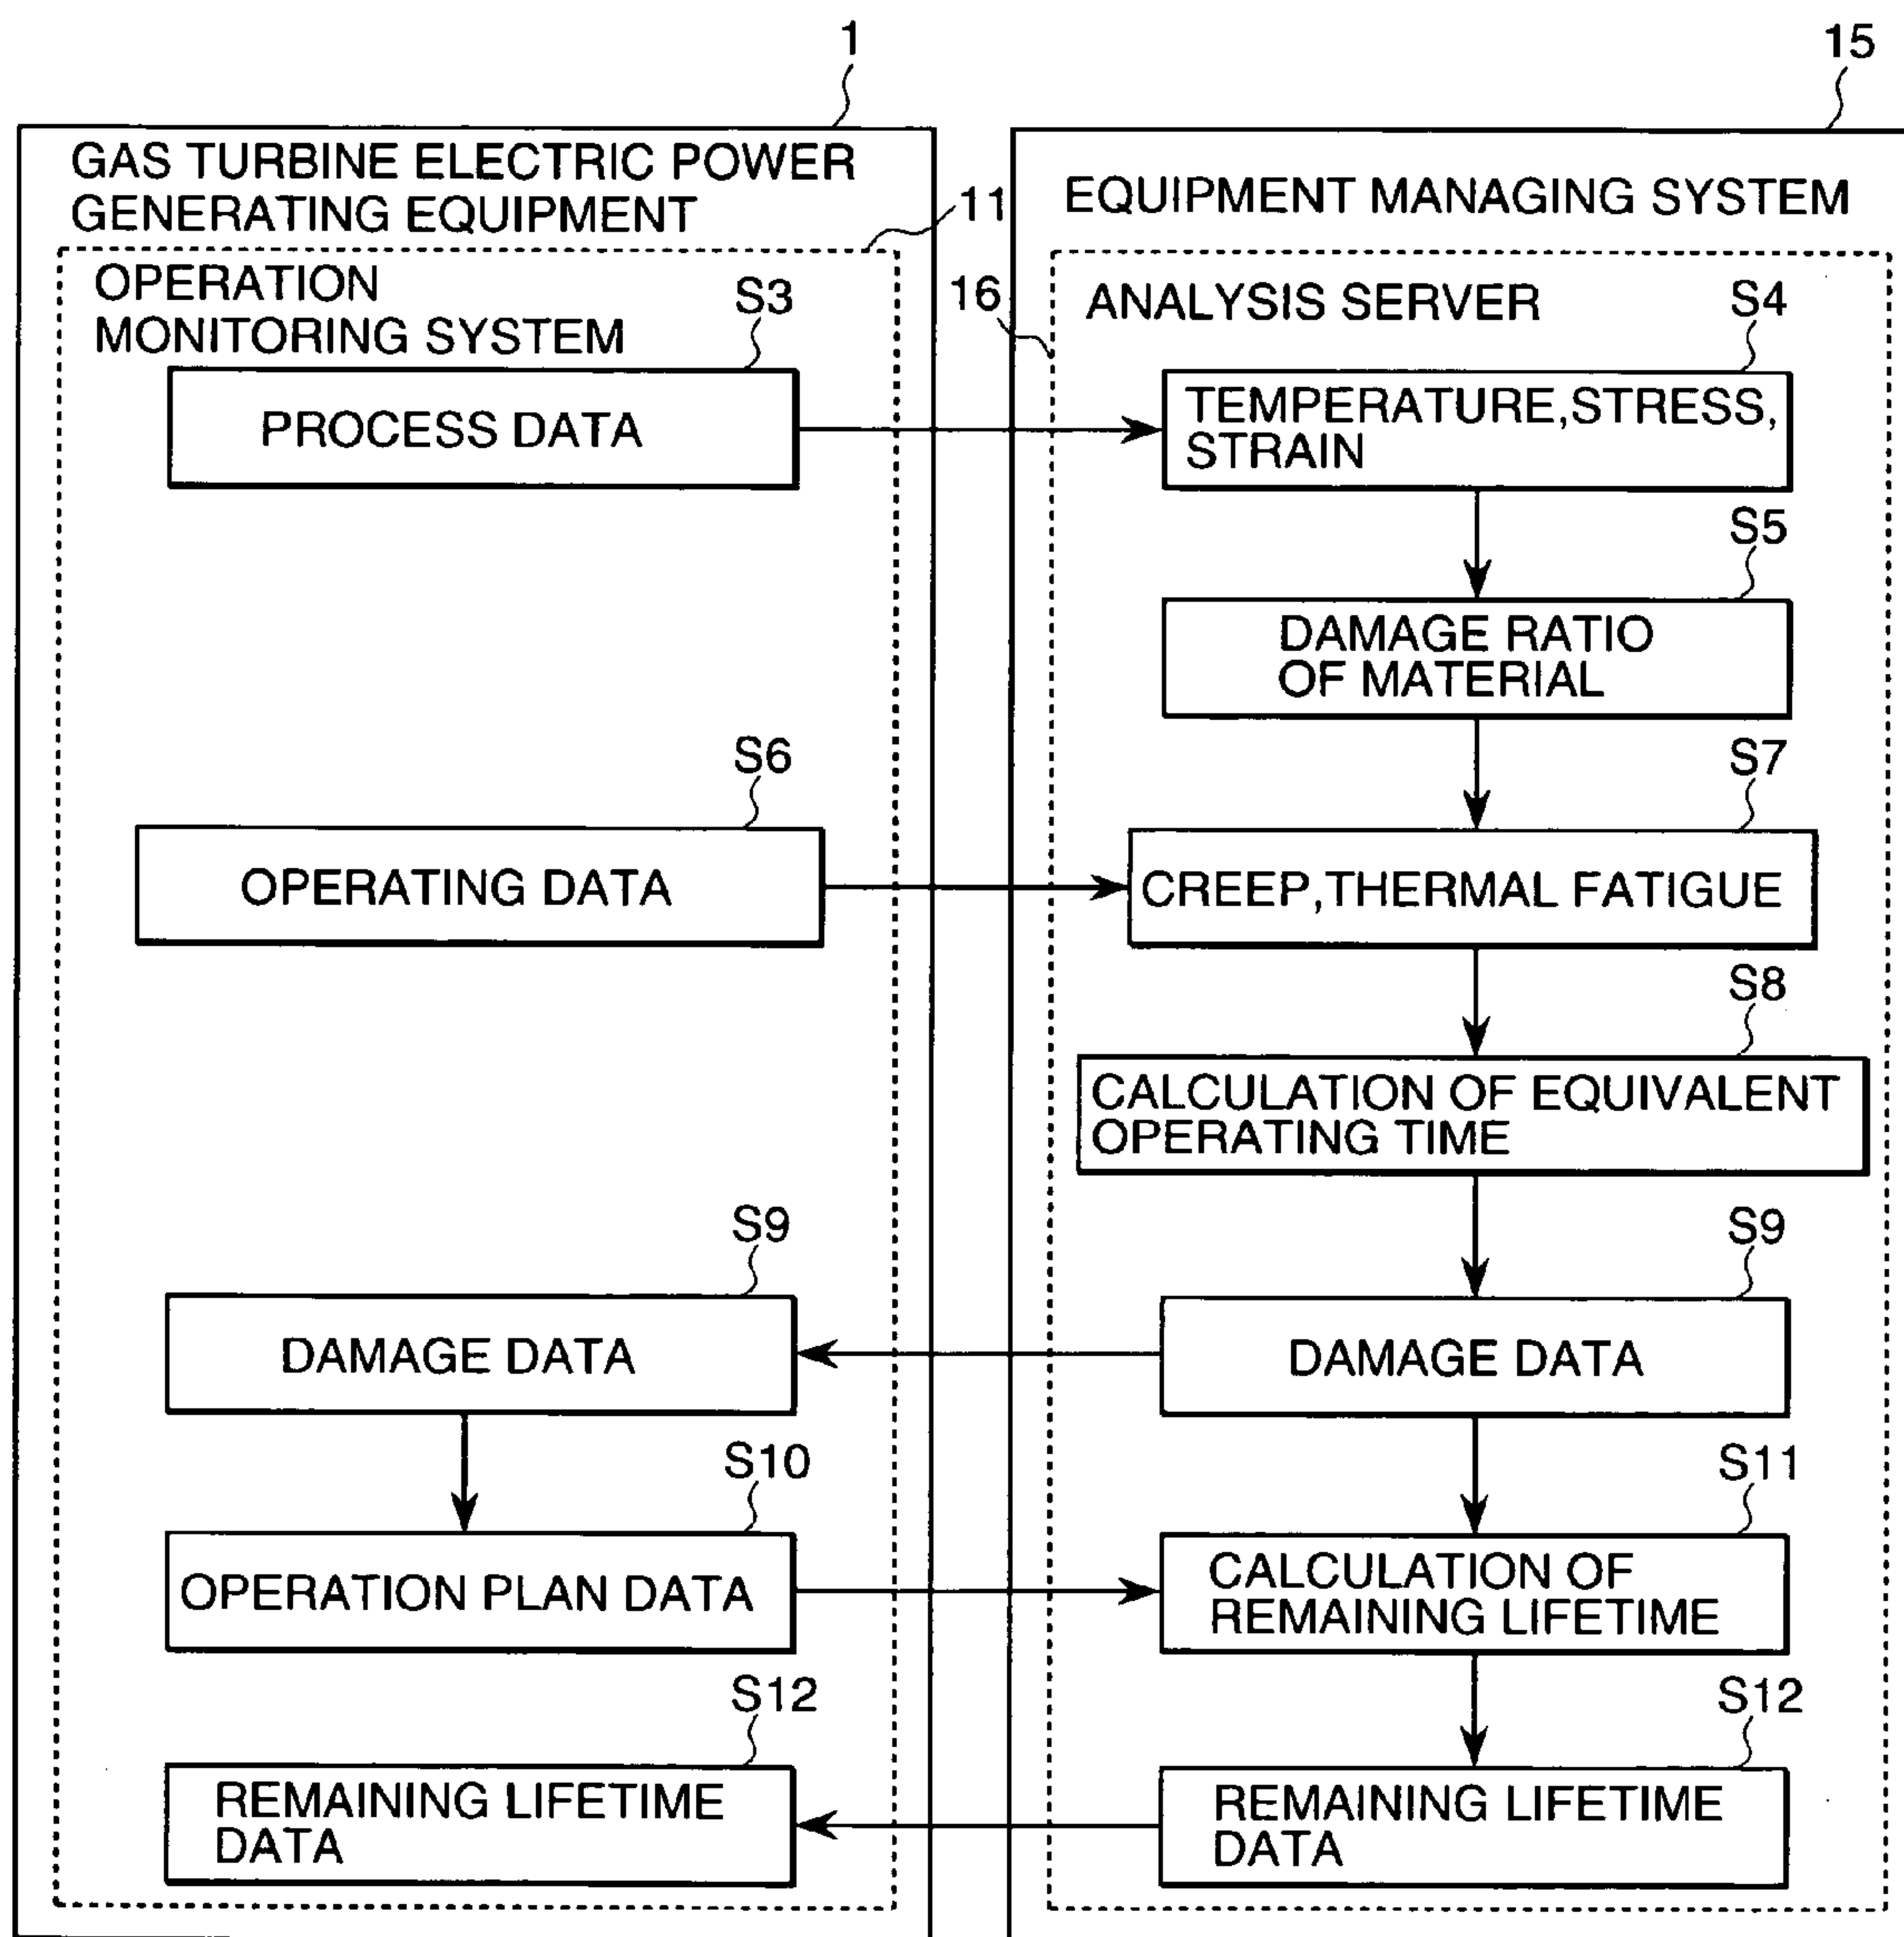 1
15
GAS TURBINE ELECTRIC POWER
GENERATING EQUIPMENT
11
EQUIPMENT MANAGING SYSTEM
OPERATION
MONITORING SYSTEM
S3
16
ANALYSIS SERVER
S4
PROCESS DATA
TEMPERATURE,STRESS,
STRAIN
S5
DAMAGE RATIO
OF MATERIAL
S6
S7
OPERATING DATA
CREEP,THERMAL FATIGUE
S8
CALCULATION OF EQUIVALENT
OPERATING TIME
S9
S9
DAMAGE DATA
DAMAGE DATA
S10
S11
OPERATION PLAN DATA
CALCULATION OF
REMAINING LIFETIME
S12
S12
REMAINING LIFETIME
DATA
REMAINING LIFETIME
DATA